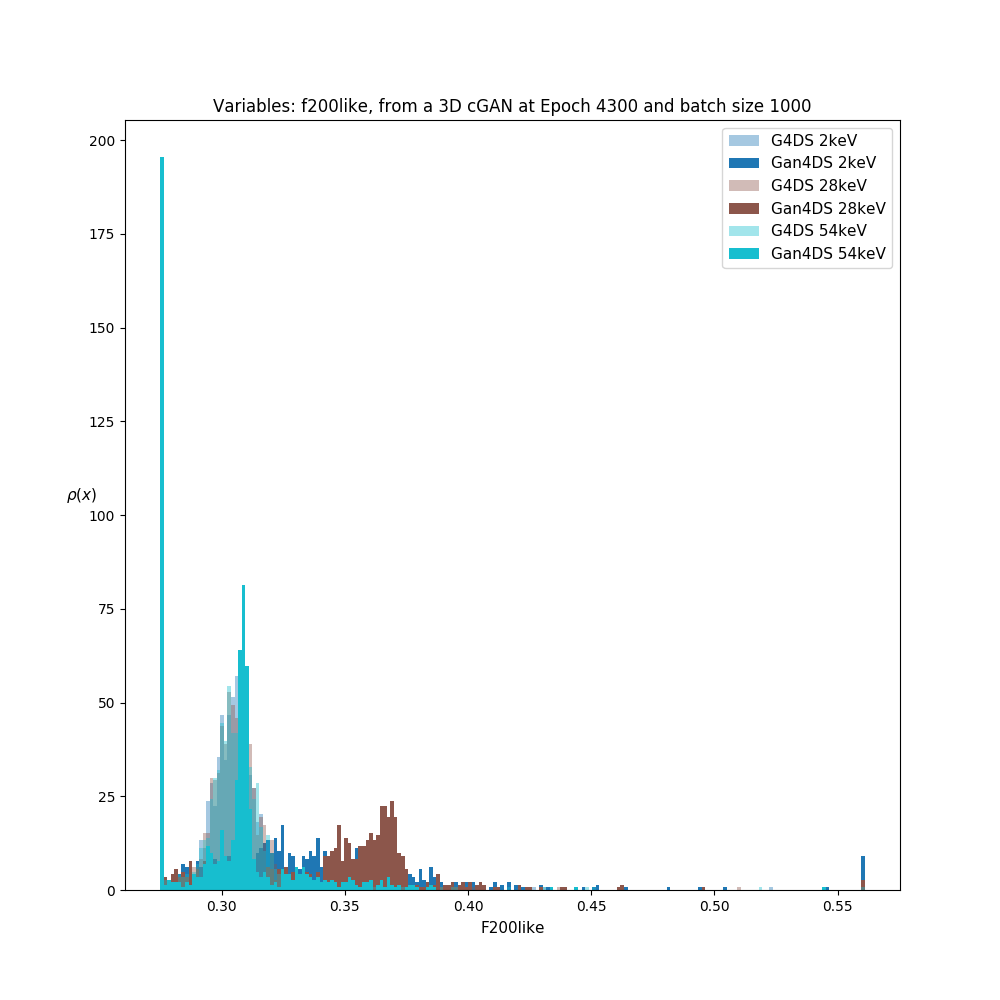 Variables: f200like, from a 3D cGAN at Epoch 4300 and batch size 1000
G4DS 2keV
Gan4DS 2keV
G4DS 28keV
Gan4DS 28keV
G4DS 54keV
Gan4DS 54keV
200
175
150
125
100
75
50
25
0
ρ(x)
0.30 0.35 0.40 0.45 0.50 0.55
F200like